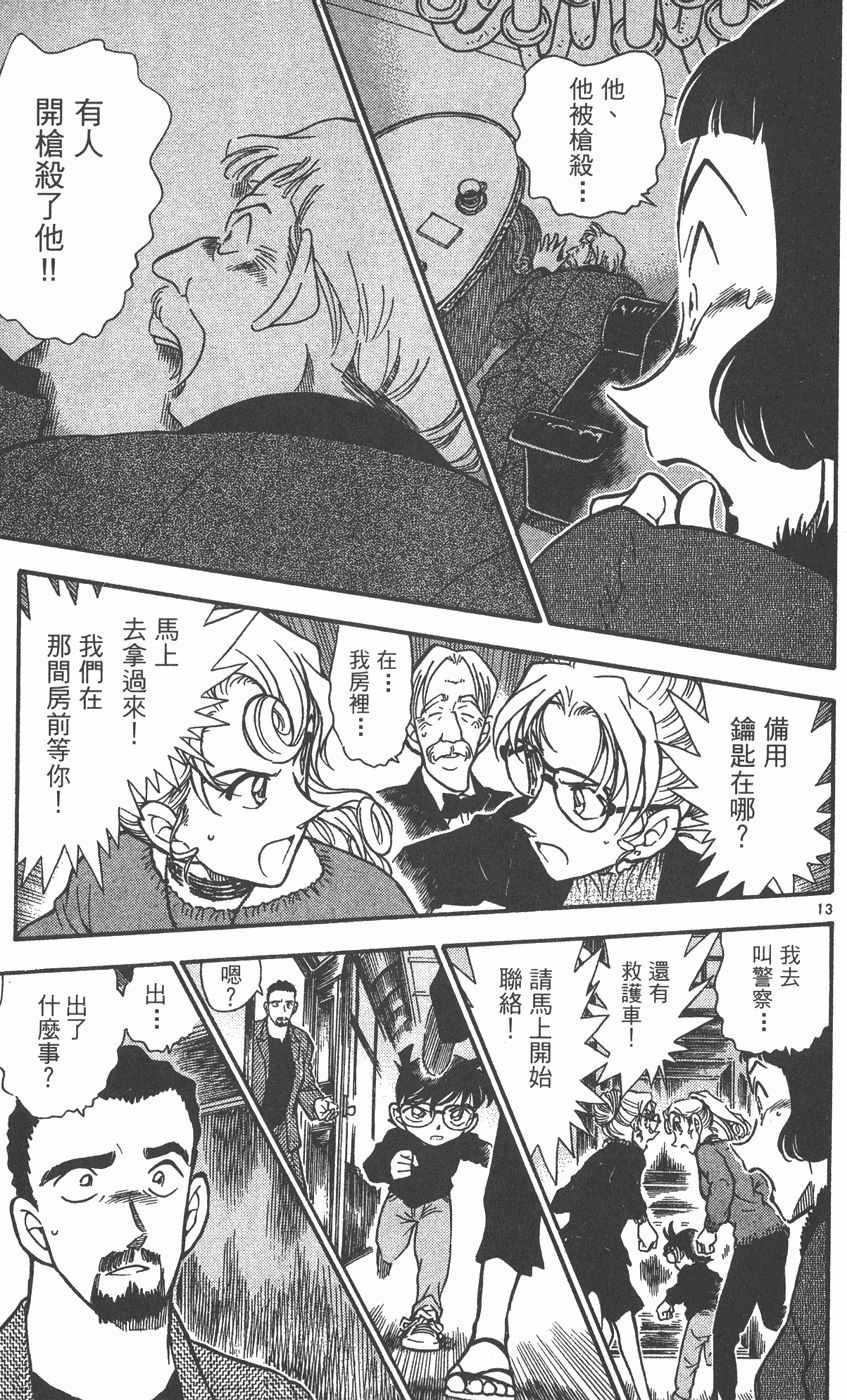 他、
他被槍殺…
有人
開槍殺了他!!
備用
鑰匙在哪?
在…
我房裡…
馬上
去拿過來!
我們在
那間房前等你!
13
我去
叫警察…
還有
救護車!
請馬上開始
聯絡!
嗯?
出…
出了
什麼事?